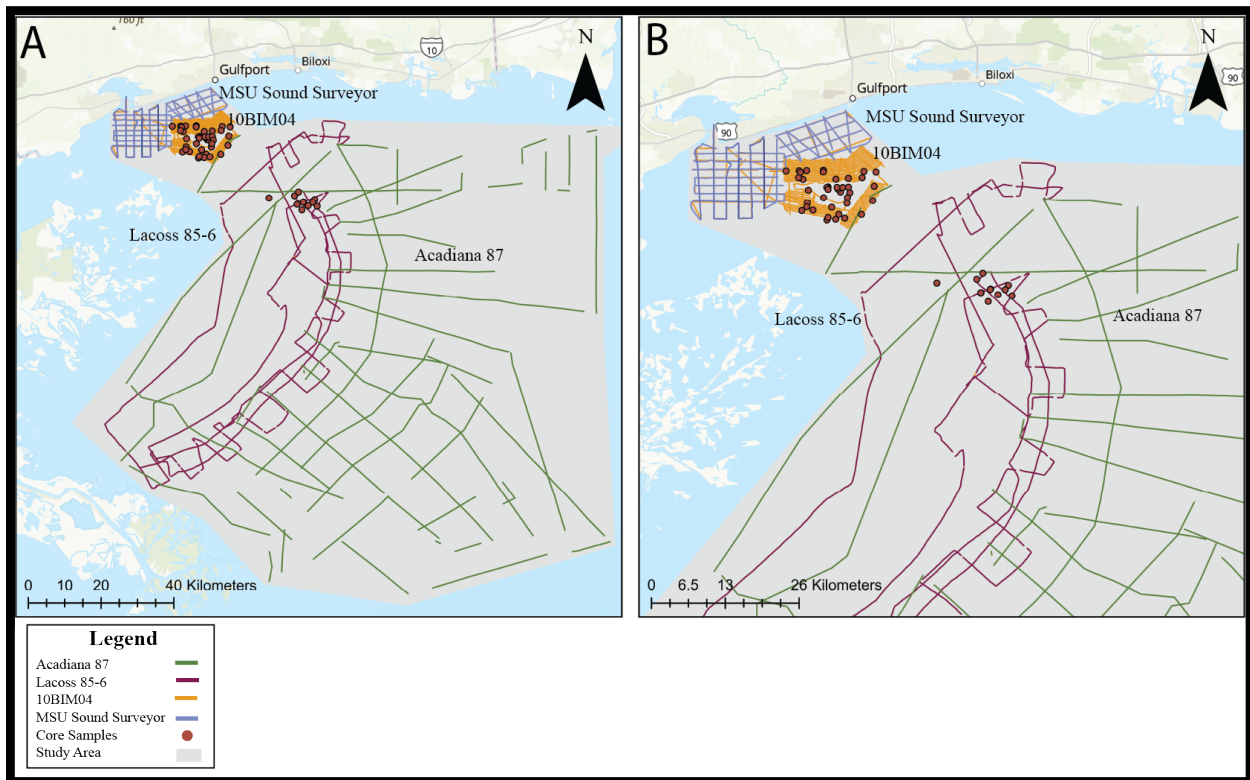 A
160 ft
10
N
Biloxi
Gulfport
MSU Sound Surveyor
10BIM04
Lacoss 85-6
Acadiana 87
0 10 20 40 Kilometers
B
N
90
Biloxi
Gulfport
MSU Sound Surveyor
90
10BIM04
Lacoss 85-6
Acadiana 87
0 6.5 13 26 Kilometers
Legend
Acadiana 87
Lacoss 85-6
10BIM04
MSU Sound Surveyor
Core Samples
Study Area